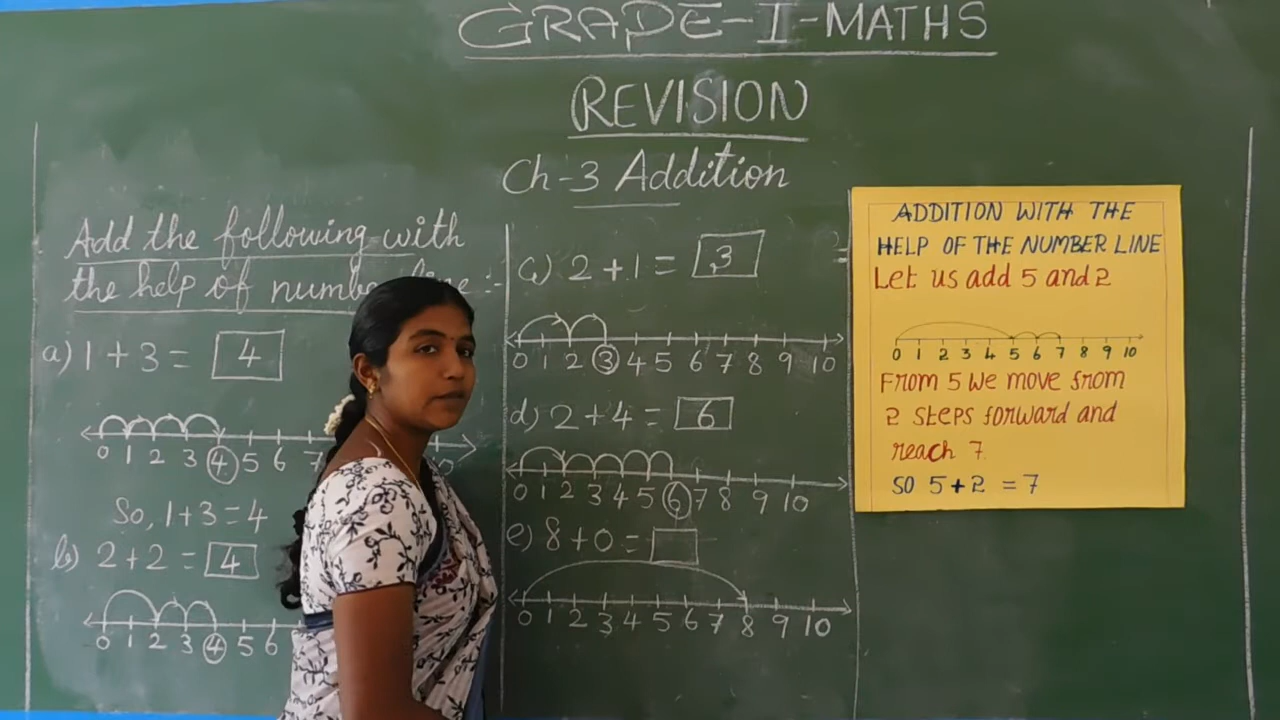 GRADE-I-MATHS
REVISION
Ch-3 Addition
Add the following with
the help of number line :-
a) 1 + 3 = 4
0 1 2 3 4 5 6 7
So, 1+3=4
b) 2 + 2 = 4
0 1 2 3 4 5 6
c) 2 + 1 = 3
0 1 2 3 4 5 6 7 8 9 10
d) 2 + 4 = 6
0 1 2 3 4 5 6 7 8 9 10
e) 8 + 0 =
0 1 2 3 4 5 6 7 8 9 10
ADDITION WITH THE
HELP OF THE NUMBER LINE
Let us add 5 and 2
0 1 2 3 4 5 6 7 8 9 10
From 5 We move from
2 steps forward and
reach 7.
So 5+2 = 7